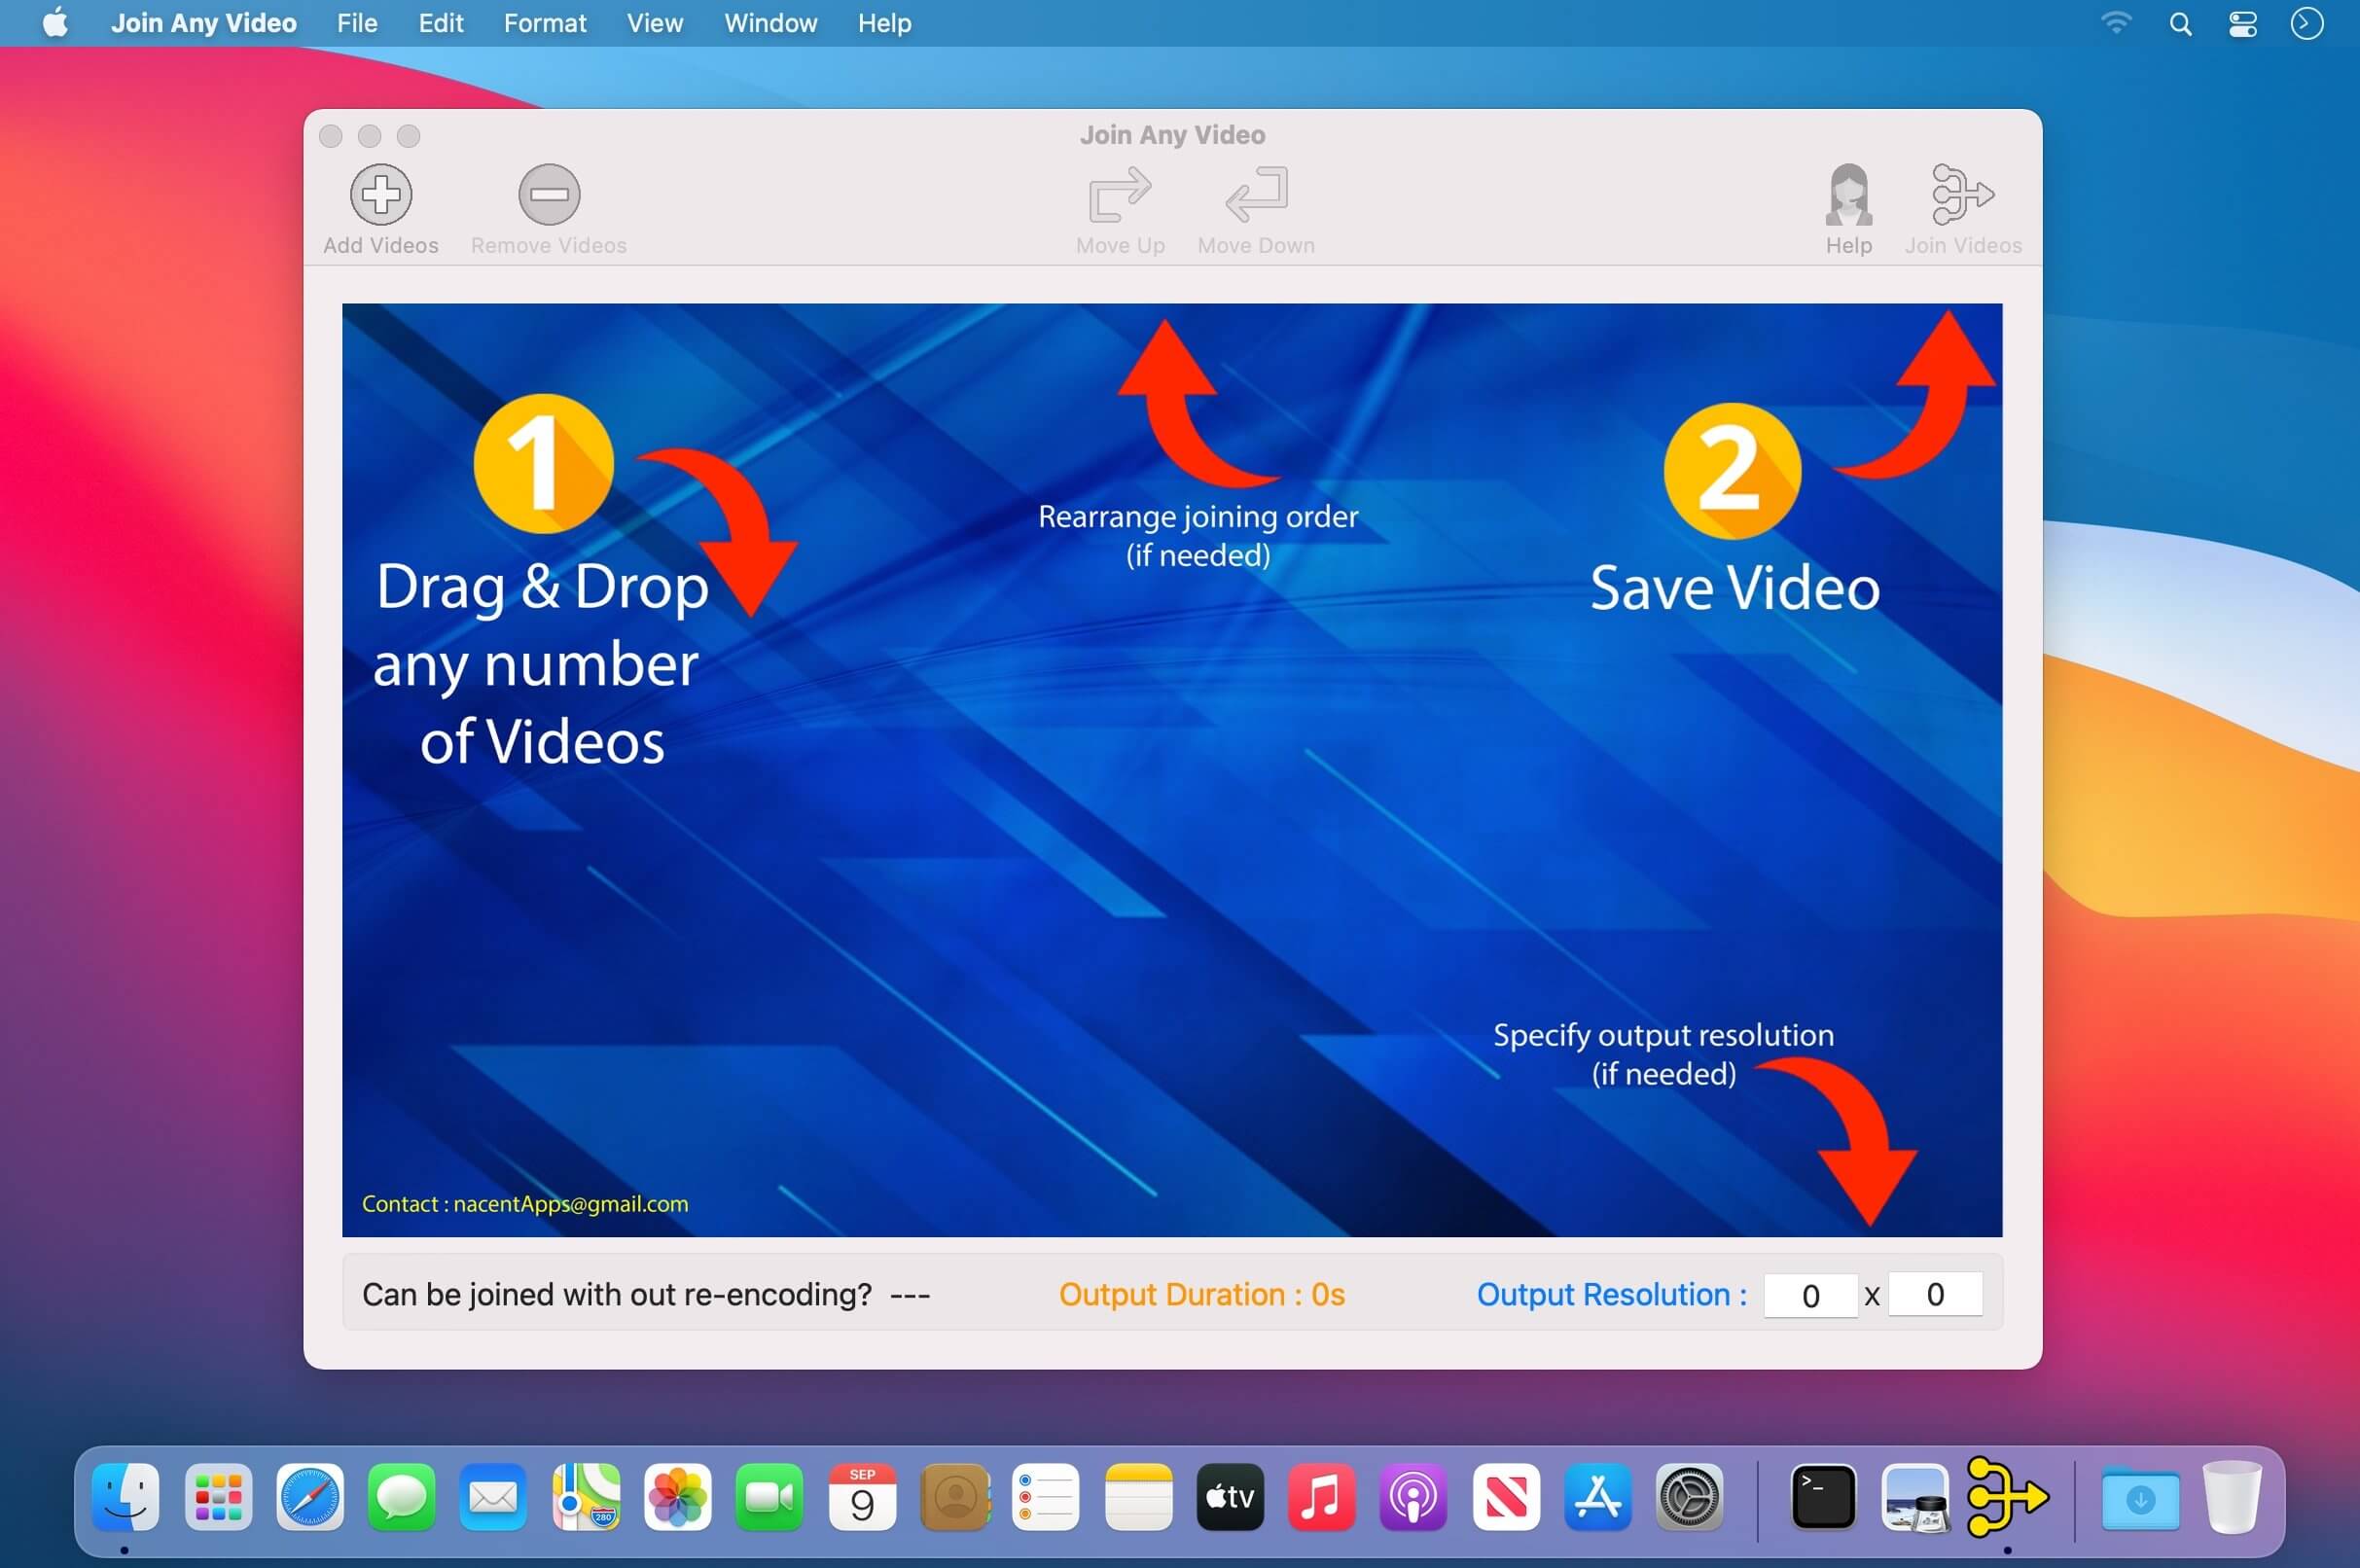 Join Any Video File Edit Format View Window Help
Join Any Video
Add Videos Remove Videos Move Up Move Down Help Join Videos
1
Drag & Drop
any number
of Videos
Rearrange joining order
(if needed)
2
Save Video
Specify output resolution
(if needed)
Contact : nacentApps@gmail.com
Can be joined with out re-encoding? ---
Output Duration : 0s
Output Resolution : 0 x 0
280
SEP
9
tv
>_